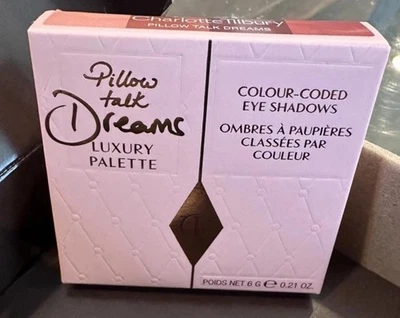 Charlotte Tilbury
PILLOW TALK DREAMS
Pillow
talk
Dreams
LUXURY
PALETTE
COLOUR-CODED
EYE SHADOWS
OMBRES À PAUPIÈRES
CLASSÉES PAR
COULEUR
POIDS NET 6 G ℮ 0.21 OZ.